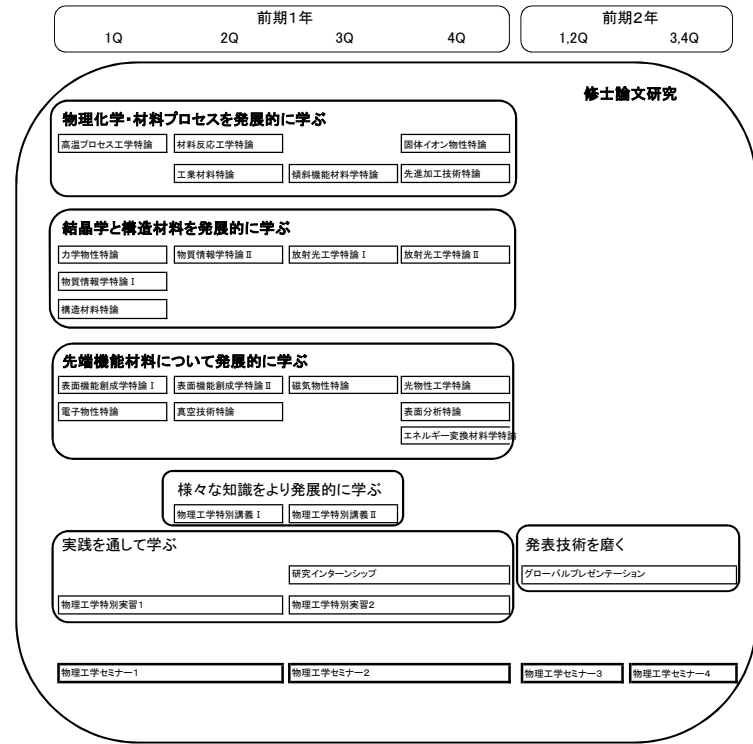 前期1年 前期2年
1Q 2Q 3Q 4Q 1,2Q 3,4Q
修士論文研究
物理化学・材料プロセスを発展的に学ぶ
高温プロセス工学特論 材料反応工学特論 固体イオン物性特論
工業材料特論 傾斜機能材料学特論 先進加工技術特論
結晶学と構造材料を発展的に学ぶ
力学物性特論 物質情報学特論Ⅱ 放射光工学特論Ⅰ 放射光工学特論Ⅱ
物質情報学特論Ⅰ
構造材料特論
先端機能材料について発展的に学ぶ
表面機能創成学特論Ⅰ 表面機能創成学特論Ⅱ 磁気物性特論 光物性工学特論
電子物性特論 真空技術特論 表面分析特論
エネルギー変換材料学特論
様々な知識をより発展的に学ぶ
物理工学特別講義Ⅰ 物理工学特別講義Ⅱ
実践を通して学ぶ 発表技術を磨く
研究インターンシップ グローバルプレゼンテーション
物理工学特別実習1 物理工学特別実習2
物理工学セミナー1 物理工学セミナー2 物理工学セミナー3 物理工学セミナー4